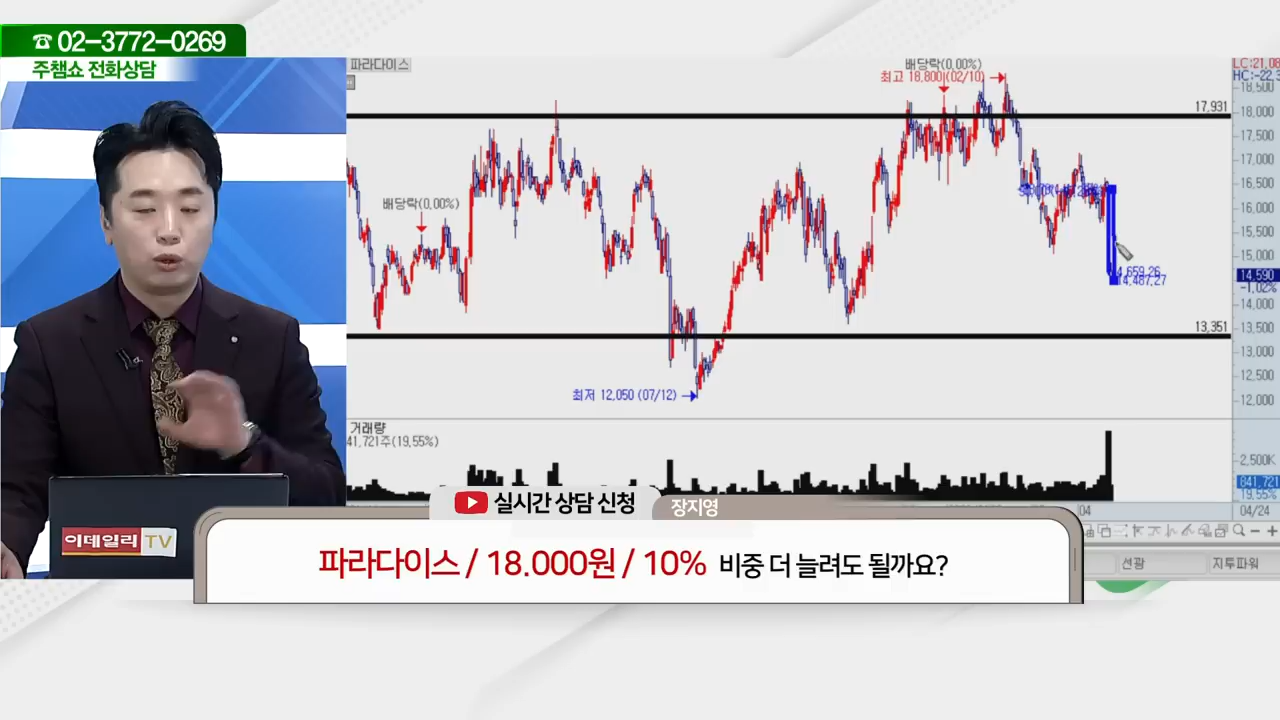 ☎ 02-3772-0269
주챔쇼 전화상담
파라다이스
배당락(0.00%)
최고 18,800(02/10)
LC:21.08
HC:-22.3
18,500
17,931
18,000
17,500
17,000
16,500
16,000
배당락(0.00%)
15,500
15,000
4,659.26
14,590
14,487.27
-1.02%
14,000
13,500
13,351
13,000
12,500
최저 12,050 (07/12)
12,000
거래량
41,721주(19.55%)
2,500K
841,721
19.55%
04
04/24
선광
지투파워
이데일리 TV
실시간 상담 신청
장지영
파라다이스 / 18.000원 / 10% 비중 더 늘려도 될까요?